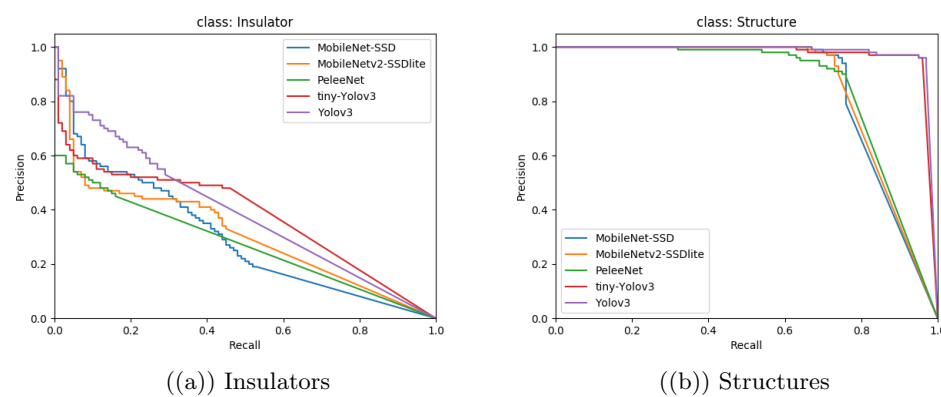 class: Insulator
1.0
0.8
0.6
0.4
0.2
0.0
Precision
MobileNet-SSD
MobileNetv2-SSDlite
PeleeNet
tiny-Yolov3
Yolov3
0.0 0.2 0.4 0.6 0.8 1.0
Recall
((a)) Insulators
class: Structure
1.0
0.8
0.6
0.4
0.2
0.0
Precision
MobileNet-SSD
MobileNetv2-SSDlite
PeleeNet
tiny-Yolov3
Yolov3
0.0 0.2 0.4 0.6 0.8 1.0
Recall
((b)) Structures